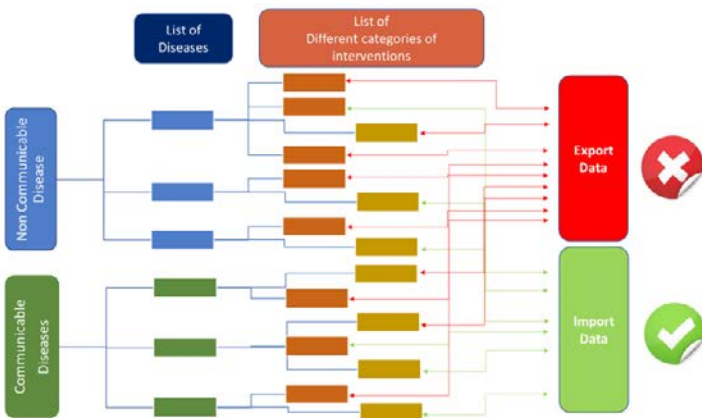 List of
Diseases
List of
Different categories of
interventions
Non Communicable
Disease
Export
Data
Communicable
Diseases
Import
Data